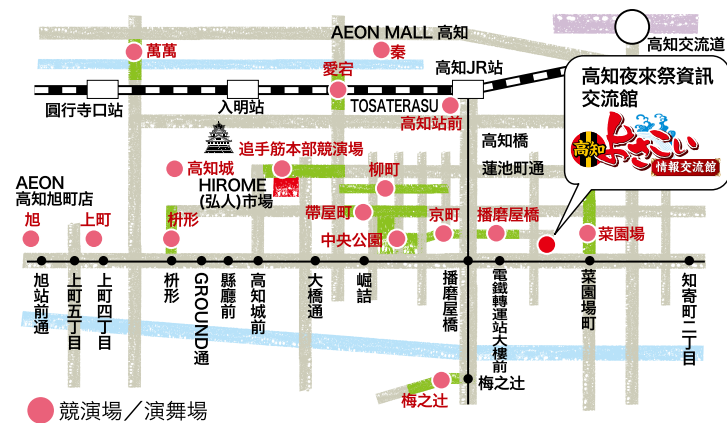 AEON MALL 高知
高知交流道
萬萬
秦
愛宕
高知JR站
高知夜來祭資訊
交流館
圓行寺口站
入明站
TOSATERASU
高知站前
高知
よさこい
情報交流館
追手筋本部競演場
高知橋
高知城
柳町
蓮池町通
AEON
高知旭町店
HIROME
(弘人)市場
旭
上町
枡形
帶屋町
京町
播磨屋橋
中央公園
菜園場
旭站前通
上町五丁目
上町四丁目
枡形
GROUND通
縣廳前
高知城前
大橋通
崛詰
播磨屋橋
電鐵轉運站大樓前
菜園場町
知寄町二丁目
梅之辻
梅之辻
競演場／演舞場